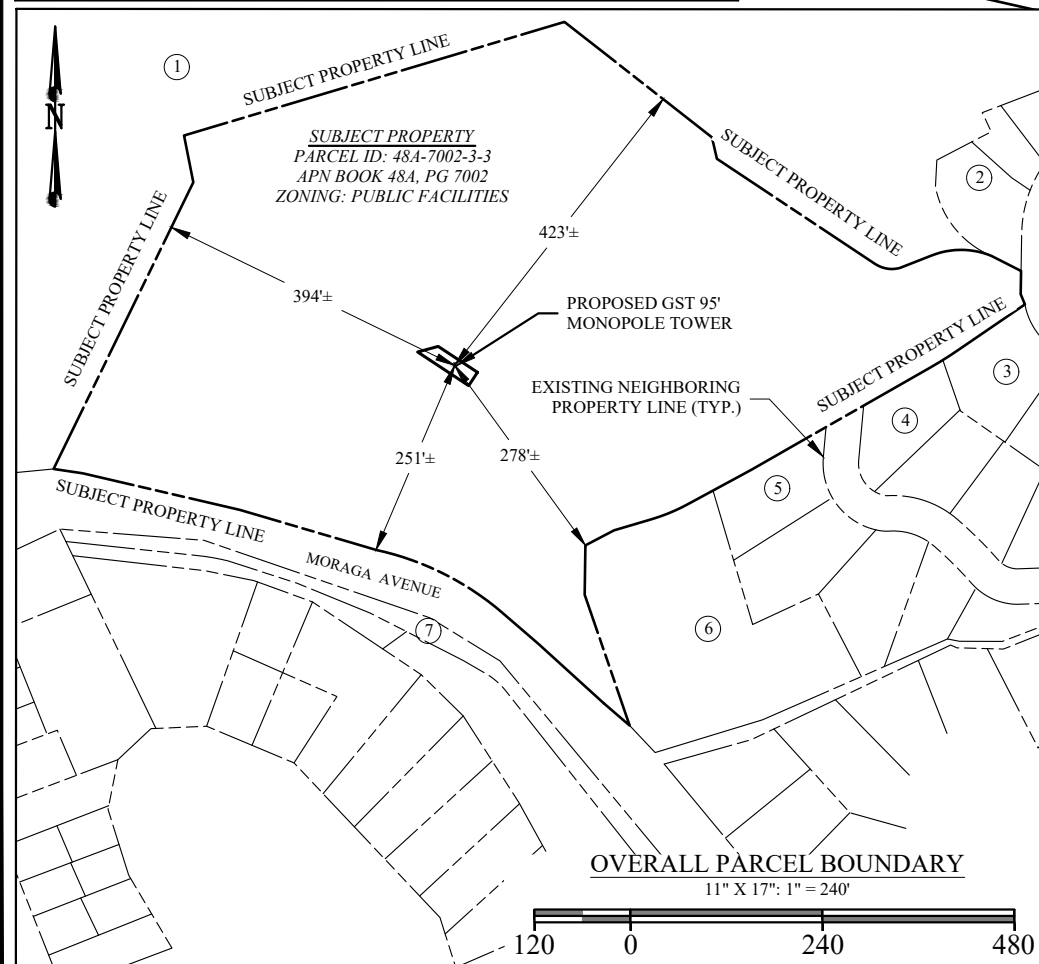 ①
SUBJECT PROPERTY LINE
N
SUBJECT PROPERTY
PARCEL ID: 48A-7002-3-3
APN BOOK 48A, PG 7002
ZONING: PUBLIC FACILITIES
SUBJECT PROPERTY LINE
②
SUBJECT PROPERTY LINE
423'±
394'±
PROPOSED GST 95'
MONOPOLE TOWER
SUBJECT PROPERTY LINE
③
EXISTING NEIGHBORING
PROPERTY LINE (TYP.)
④
251'±
278'±
⑤
SUBJECT PROPERTY LINE
MORAGA AVENUE
⑦
⑥
OVERALL PARCEL BOUNDARY
11" X 17": 1" = 240'
120 0 240 480